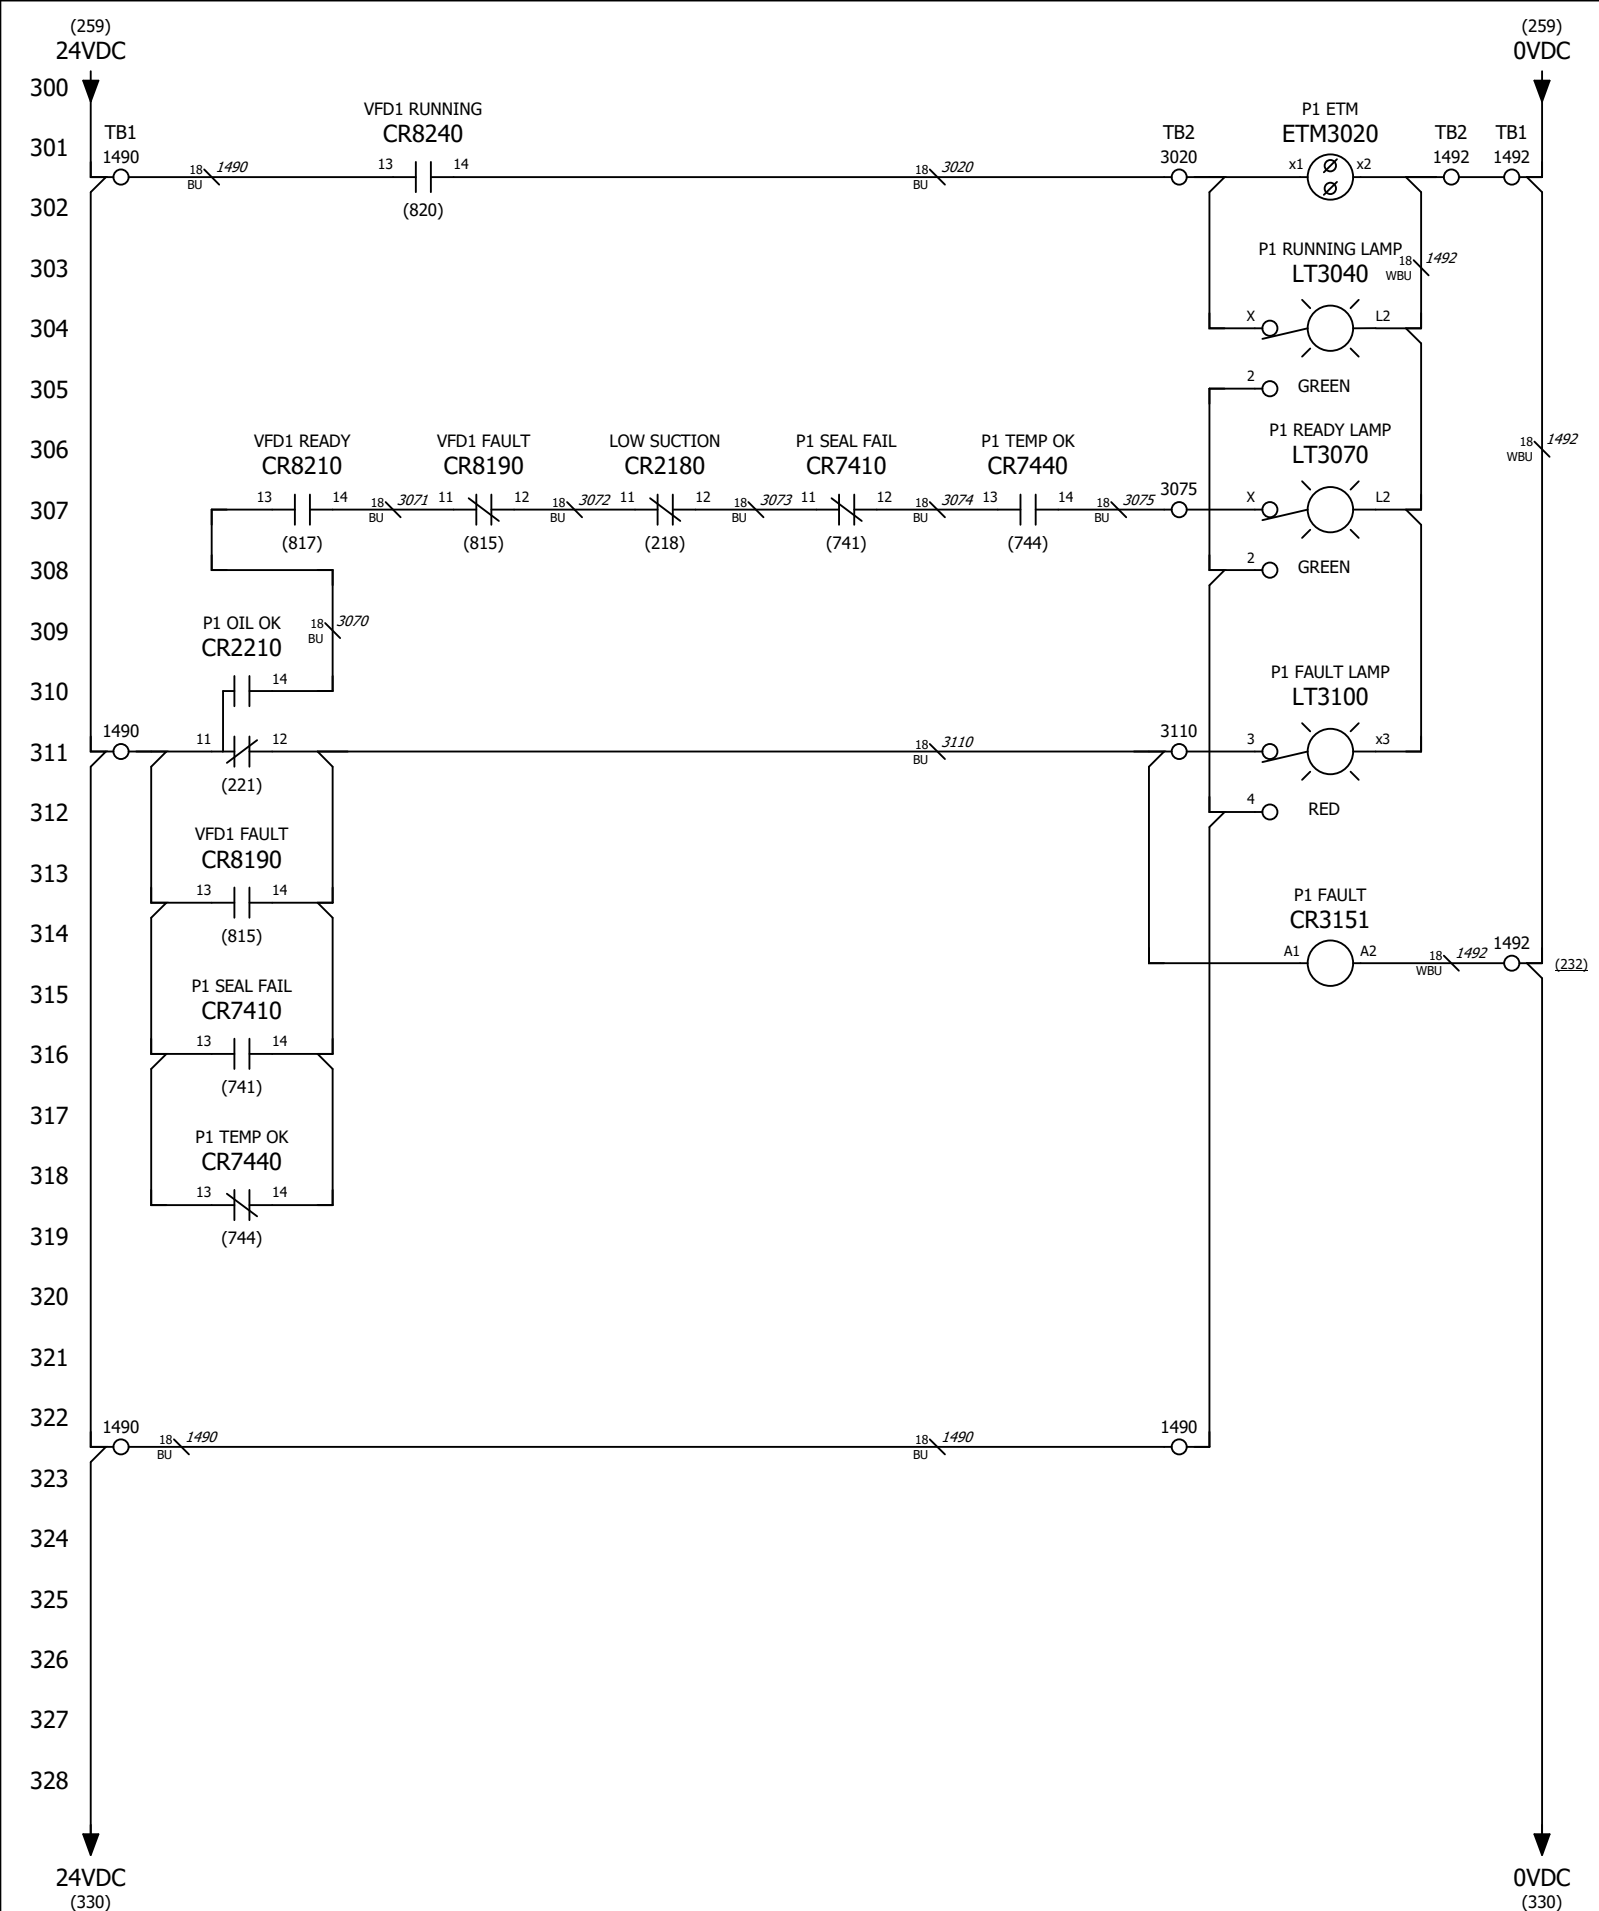 (259)
24VDC
(259)
0VDC
300
VFD1 RUNNING
CR8240
P1 ETM
ETM3020
301
TB1
1490
18 1490
BU
13 14
(820)
18 3020
BU
TB2
3020
x1 x2
TB2
1492
TB1
1492
302
303
P1 RUNNING LAMP
LT3040
18 1492
WBU
304
X L2
305
2 GREEN
306
VFD1 READY
CR8210
VFD1 FAULT
CR8190
LOW SUCTION
CR2180
P1 SEAL FAIL
CR7410
P1 TEMP OK
CR7440
P1 READY LAMP
LT3070
18 1492
WBU
307
13 14
(817)
18 3071
BU
11 12
(815)
18 3072
BU
11 12
(218)
18 3073
BU
11 12
(741)
18 3074
BU
13 14
(744)
18 3075
BU
3075
X L2
308
2 GREEN
309
P1 OIL OK
CR2210
18 3070
BU
310
14
P1 FAULT LAMP
LT3100
311
1490
11 12
(221)
18 3110
BU
3110
3 x3
312
4 RED
313
VFD1 FAULT
CR8190
13 14
(815)
P1 FAULT
CR3151
314
A1 A2
18 1492
WBU
1492
(232)
315
P1 SEAL FAIL
CR7410
316
13 14
(741)
317
P1 TEMP OK
CR7440
318
13 14
(744)
319
320
321
322
1490
18 1490
BU
18 1490
BU
1490
323
324
325
326
327
328
24VDC
(330)
0VDC
(330)